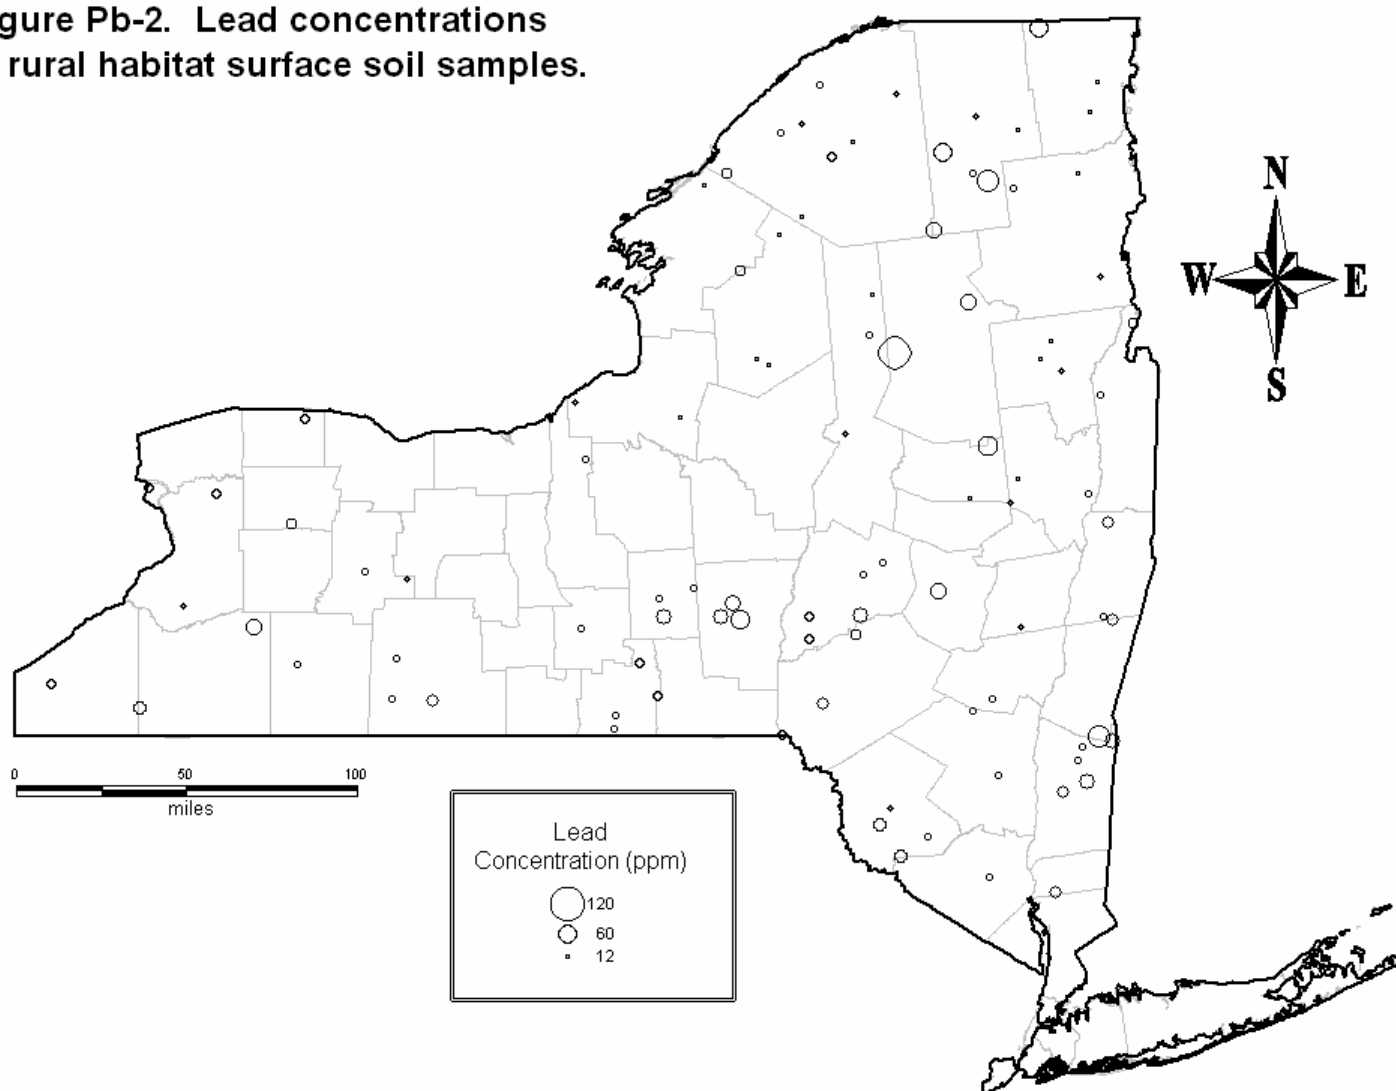 gure Pb-2. Lead concentrations
rural habitat surface soil samples.
N
W E
S
0 50 100
miles
Lead
Concentration (ppm)
120
60
12